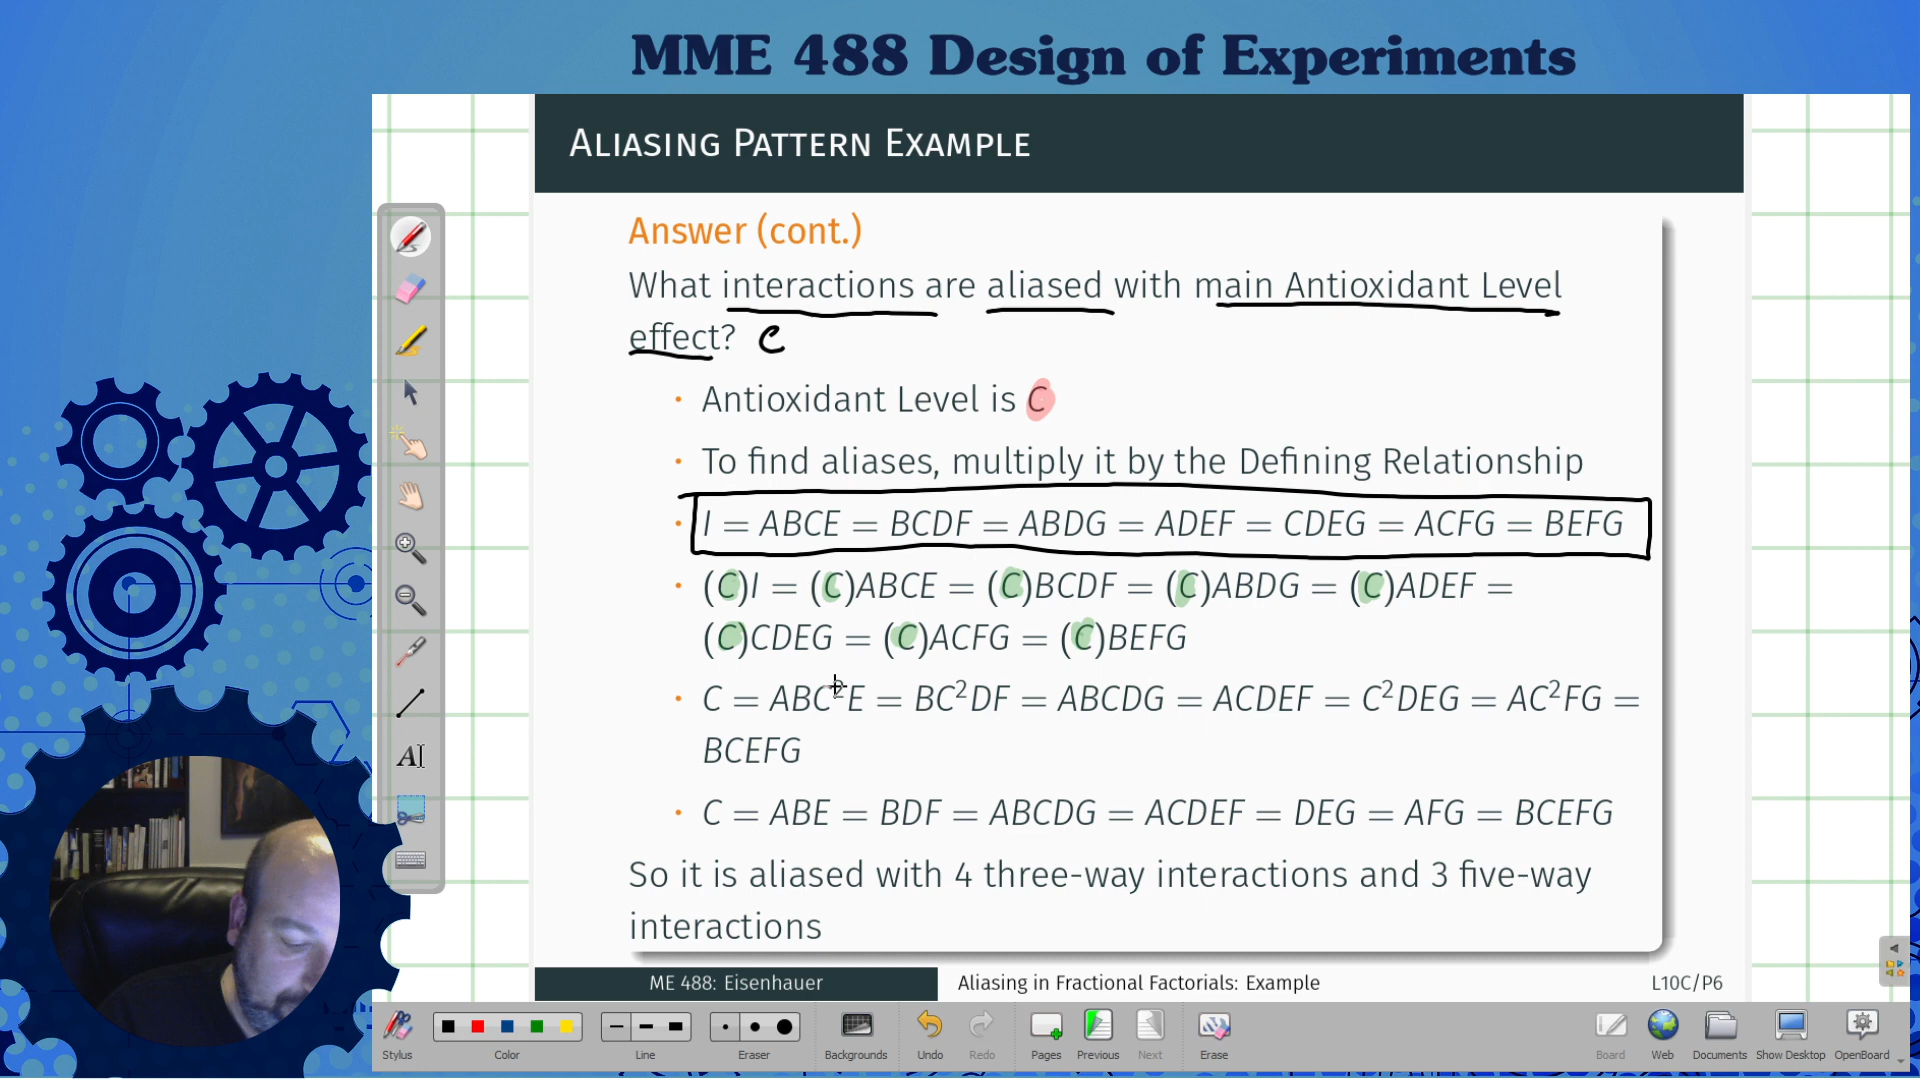 MME 488 Design of Experiments
ALIASING PATTERN EXAMPLE
Answer (cont.)
What interactions are aliased with main Antioxidant Level
effect? C
• Antioxidant Level is C
• To find aliases, multiply it by the Defining Relationship
• I = ABCE = BCDF = ABDG = ADEF = CDEG = ACFG = BEFG
• (C)I = (C)ABCE = (C)BCDF = (C)ABDG = (C)ADEF =
(C)CDEG = (C)ACFG = (C)BEFG
• C = ABC²E = BC²DF = ABCDG = ACDEF = C²DEG = AC²FG =
BCEFG
• C = ABE = BDF = ABCDG = ACDEF = DEG = AFG = BCEFG
So it is aliased with 4 three-way interactions and 3 five-way
interactions
ME 488: Eisenhauer Aliasing in Fractional Factorials: Example L10C/P6
AI
Stylus Color Line Eraser Backgrounds Undo Redo Pages Previous Next Erase Board Web Documents Show Desktop OpenBoard